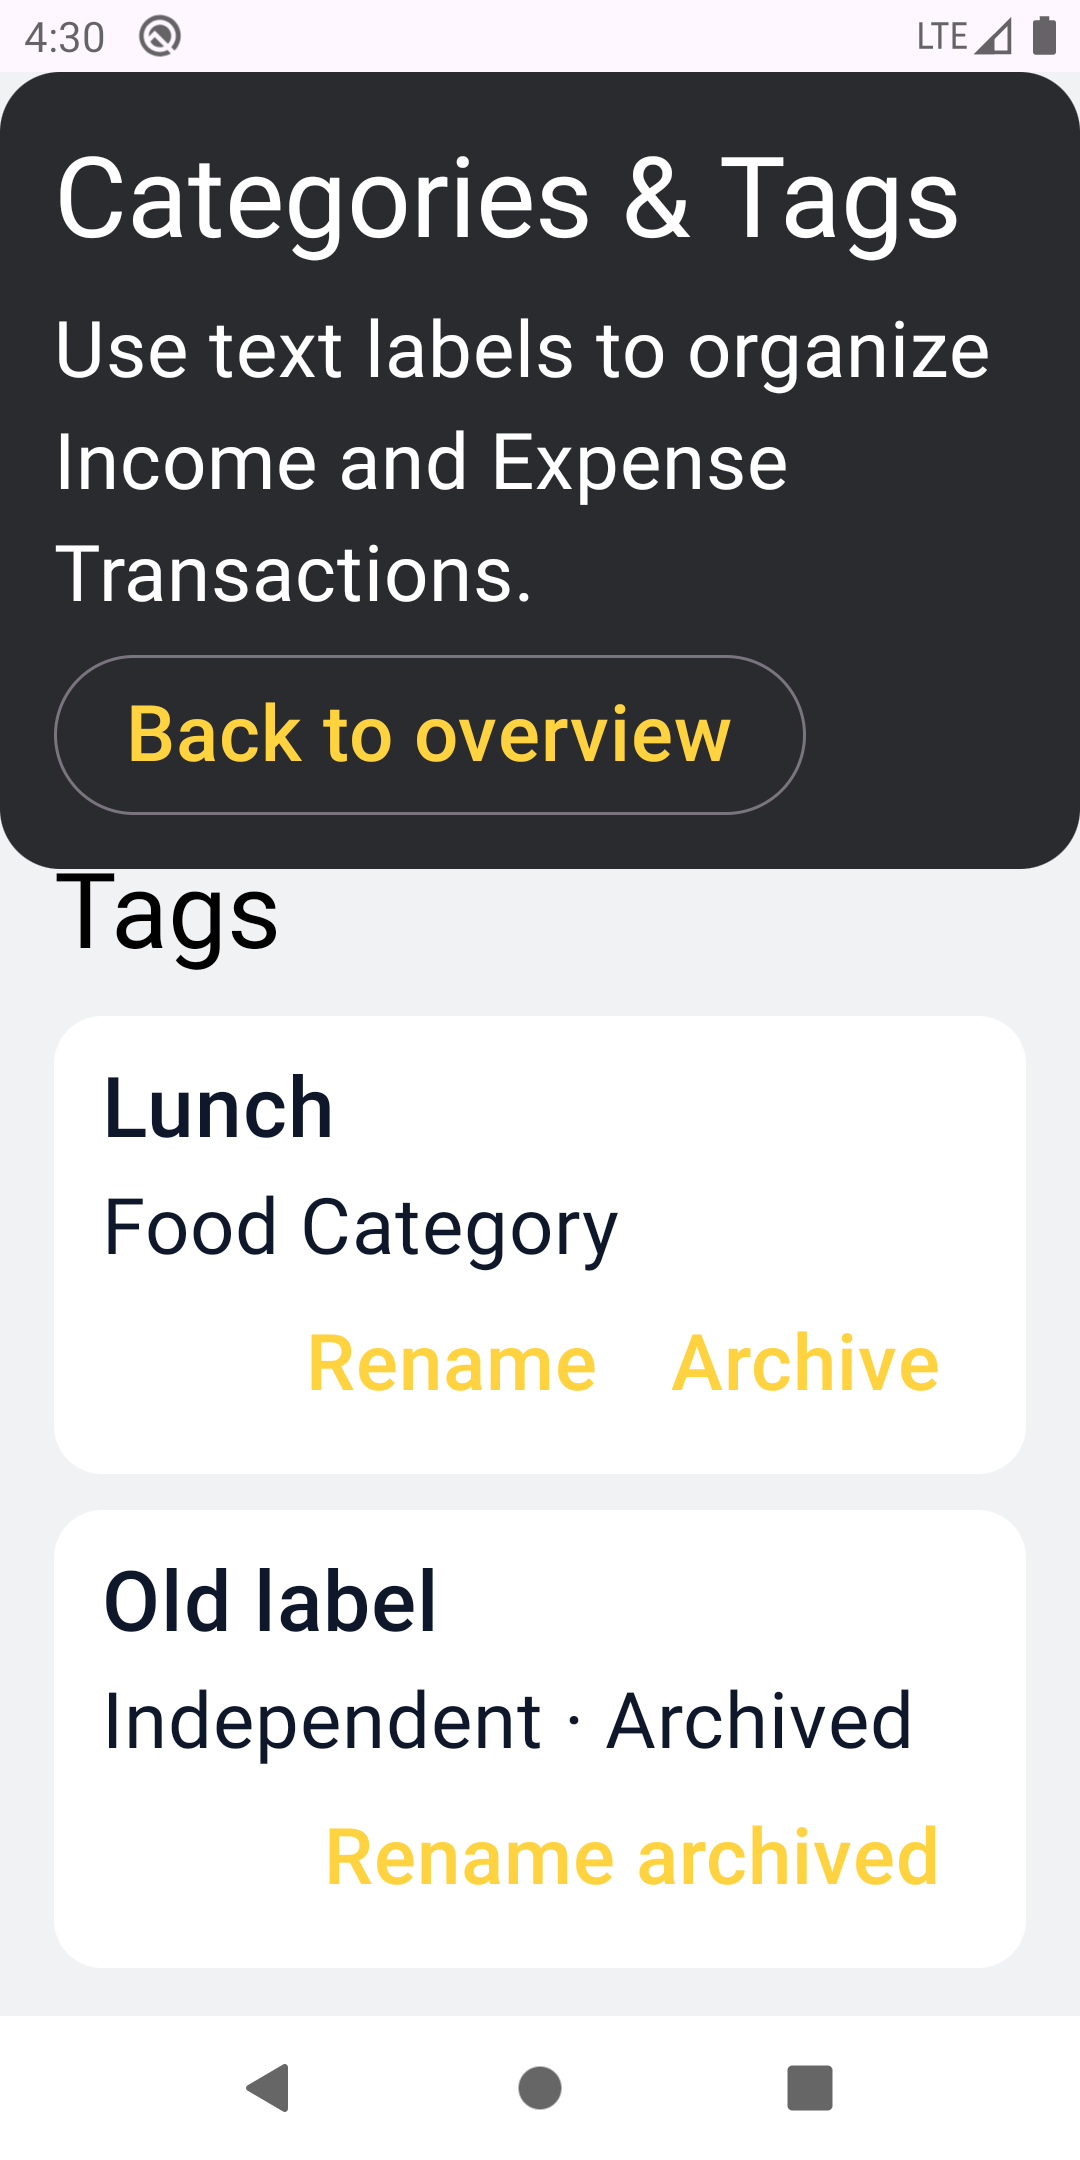 4:30
LTE
Categories & Tags
Use text labels to organize
Income and Expense
Transactions.
Back to overview
Tags
Lunch
Food Category
Rename Archive
Old label
Independent · Archived
Rename archived